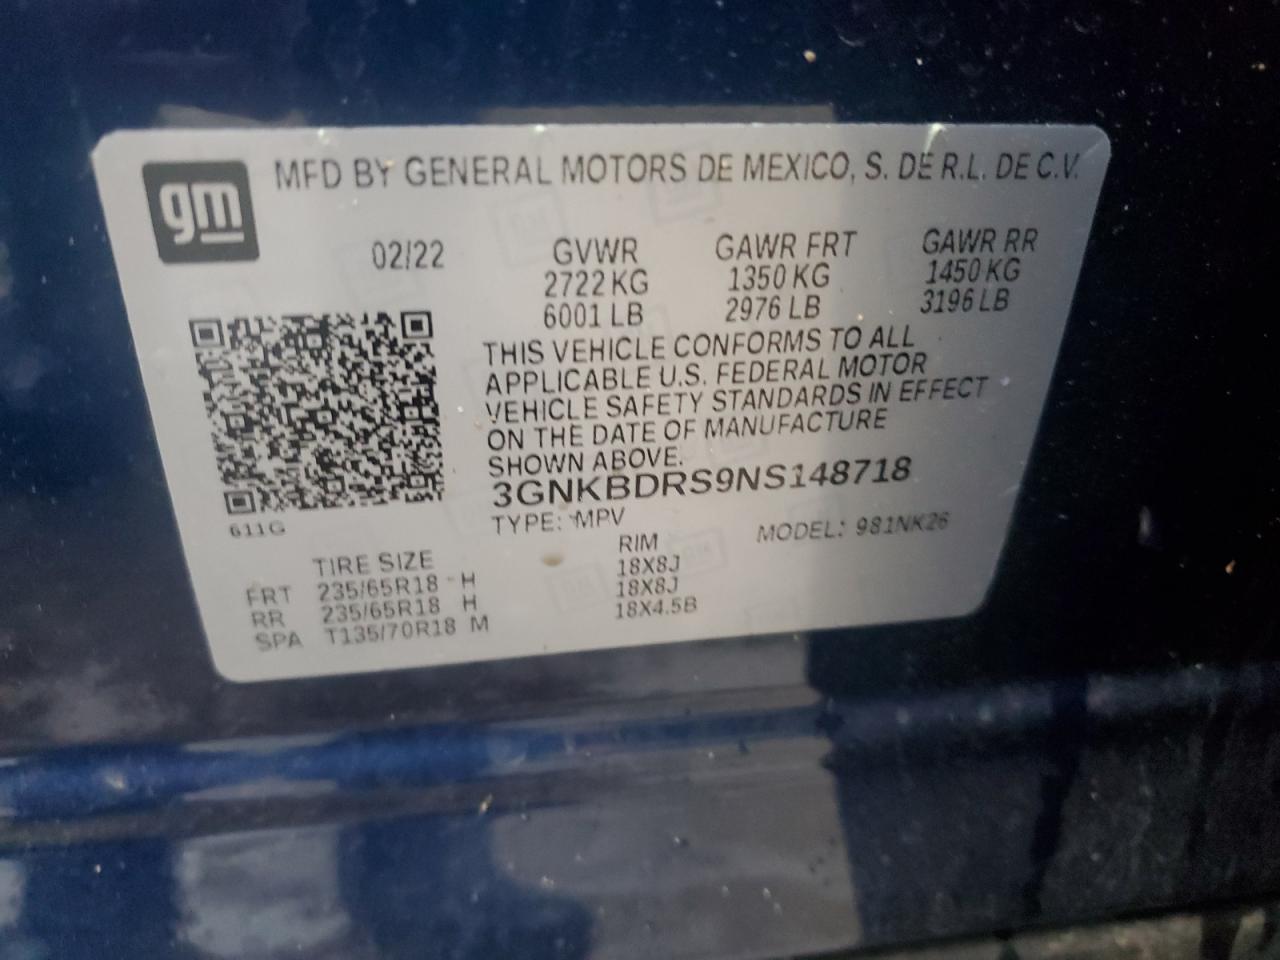 gm
MFD BY GENERAL MOTORS DE MEXICO, S. DE R.L. DE C.V.
02/22
GVWR GAWR FRT GAWR RR
2722 KG 1350 KG 1450 KG
6001 LB 2976 LB 3196 LB
THIS VEHICLE CONFORMS TO ALL
APPLICABLE U.S. FEDERAL MOTOR
VEHICLE SAFETY STANDARDS IN EFFECT
ON THE DATE OF MANUFACTURE
SHOWN ABOVE.
3GNKBDRS9NS148718
611G
TYPE: MPV MODEL: 981NK26
TIRE SIZE RIM
FRT 235/65R18 H 18X8J
RR 235/65R18 H 18X8J
SPA T135/70R18 M 18X4.5B